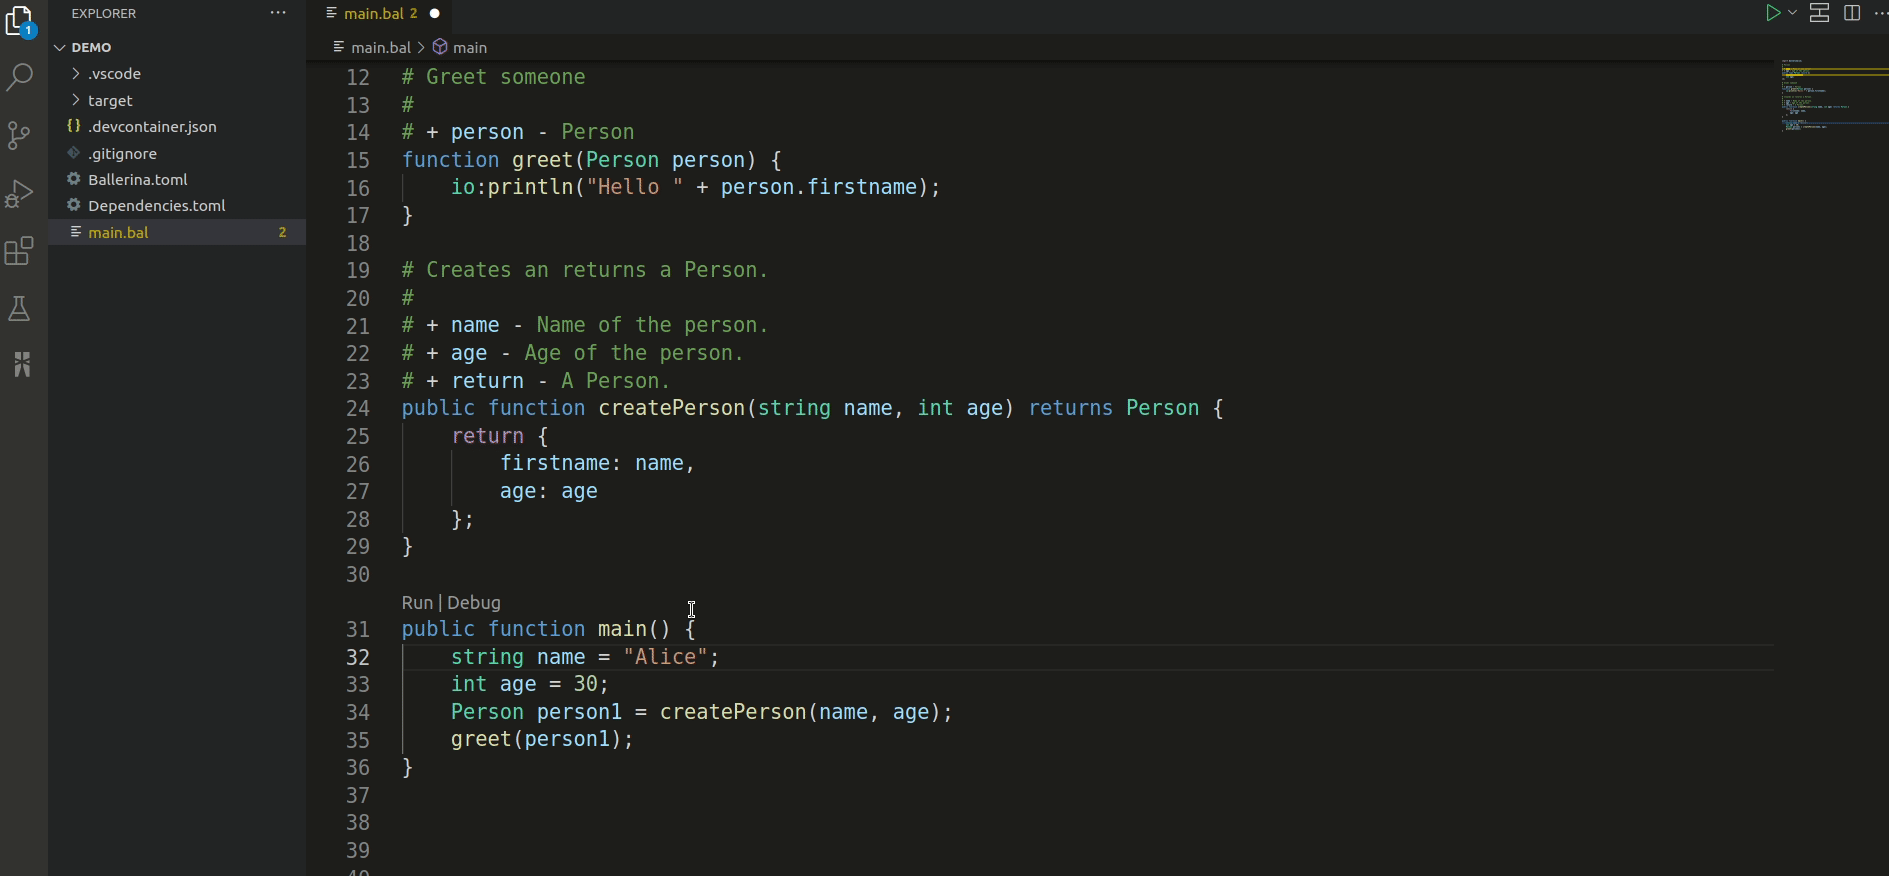 1
EXPLORER
DEMO
.vscode
target
{} .devcontainer.json
.gitignore
Ballerina.toml
Dependencies.toml
main.bal 2
main.bal 2
main.bal > main
12 # Greet someone
13 #
14 # + person - Person
15 function greet(Person person) {
16 io:println("Hello " + person.firstname);
17 }
18
19 # Creates an returns a Person.
20 #
21 # + name - Name of the person.
22 # + age - Age of the person.
23 # + return - A Person.
24 public function createPerson(string name, int age) returns Person {
25 return {
26 firstname: name,
27 age: age
28 };
29 }
30
Run | Debug
31 public function main() {
32 string name = "Alice";
33 int age = 30;
34 Person person1 = createPerson(name, age);
35 greet(person1);
36 }
37
38
39
40